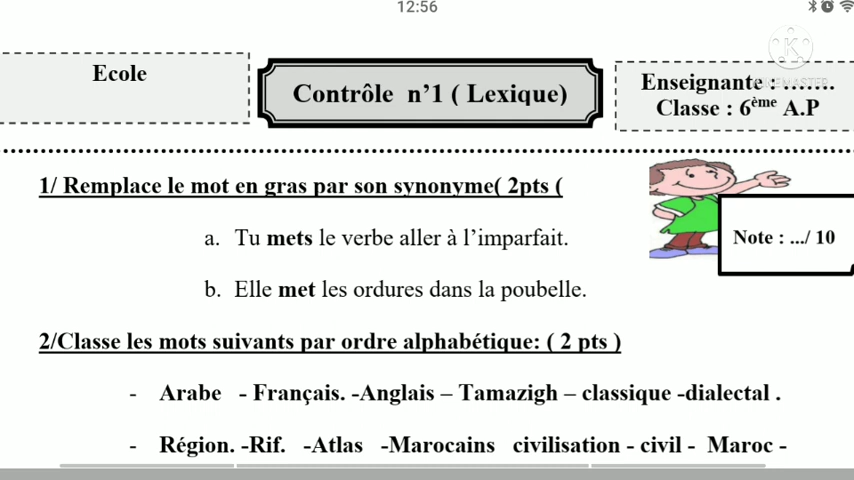 12:56
Ecole
Contrôle n’1 ( Lexique)
Enseignante : …….
Classe : 6ème A.P
1/ Remplace le mot en gras par son synonyme( 2pts (
a. Tu mets le verbe aller à l’imparfait.
Note : .../ 10
b. Elle met les ordures dans la poubelle.
2/Classe les mots suivants par ordre alphabétique: ( 2 pts )
- Arabe - Français. -Anglais – Tamazigh – classique -dialectal .
- Région. -Rif. -Atlas -Marocains civilisation - civil - Maroc -